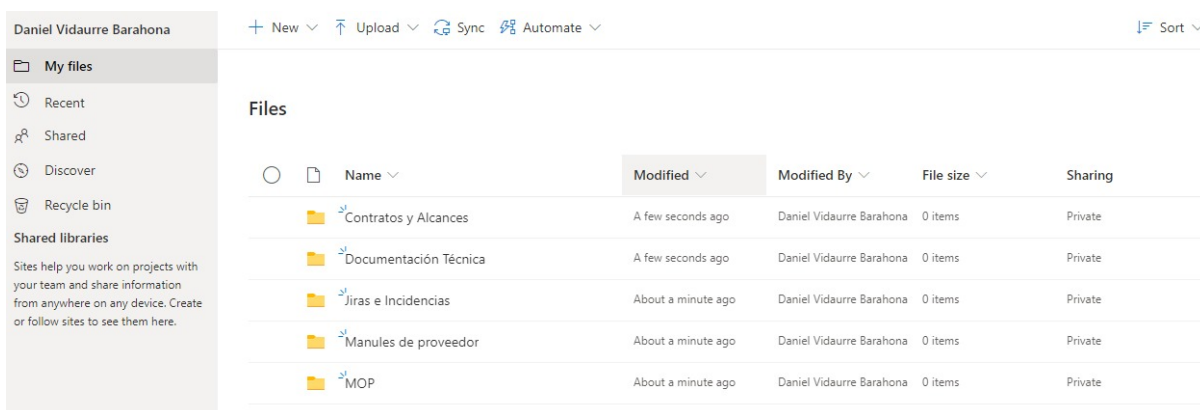 Daniel Vidaurre Barahona
My files
Recent
Shared
Discover
Recycle bin
Shared libraries
Sites help you work on projects with
your team and share information
from anywhere on any device. Create
or follow sites to see them here.
New Upload Sync Automate Sort
Files
Name Modified Modified By File size Sharing
Contratos y Alcances A few seconds ago Daniel Vidaurre Barahona 0 items Private
Documentación Técnica A few seconds ago Daniel Vidaurre Barahona 0 items Private
Jiras e Incidencias About a minute ago Daniel Vidaurre Barahona 0 items Private
Manules de proveedor About a minute ago Daniel Vidaurre Barahona 0 items Private
MOP About a minute ago Daniel Vidaurre Barahona 0 items Private